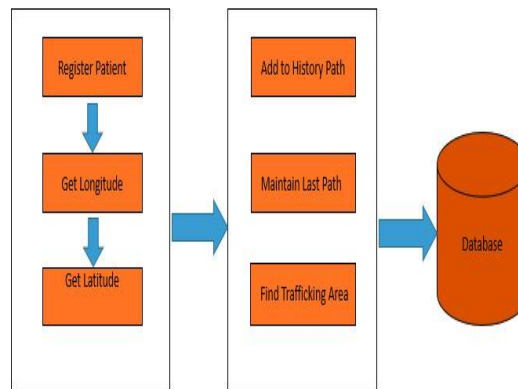 Register Patient
Get Longitude
Get Latitude
Add to History Path
Maintain Last Path
Find Trafficking Area
Database